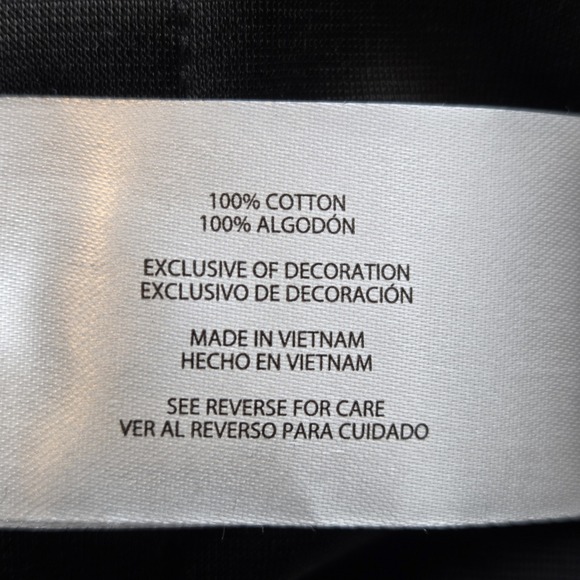 100% COTTON
100% ALGODÓN
EXCLUSIVE OF DECORATION
EXCLUSIVO DE DECORACIÓN
MADE IN VIETNAM
HECHO EN VIETNAM
SEE REVERSE FOR CARE
VER AL REVERSO PARA CUIDADO